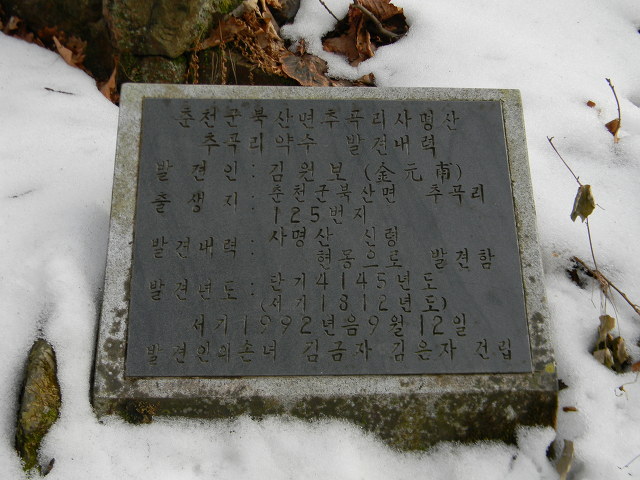 춘천군북산면추곡리사명산
추곡리약수 발견내력
발견인: 김원보 (金元甫)
출생지: 춘천군북산면 추곡리
125번지
발견내력: 사명산 신령
현몽으로 발견함
발견년도: 단기4145년도
(서기1812년도)
서기1992년음9월12일
발견인의손녀 김금자 김은자 건립